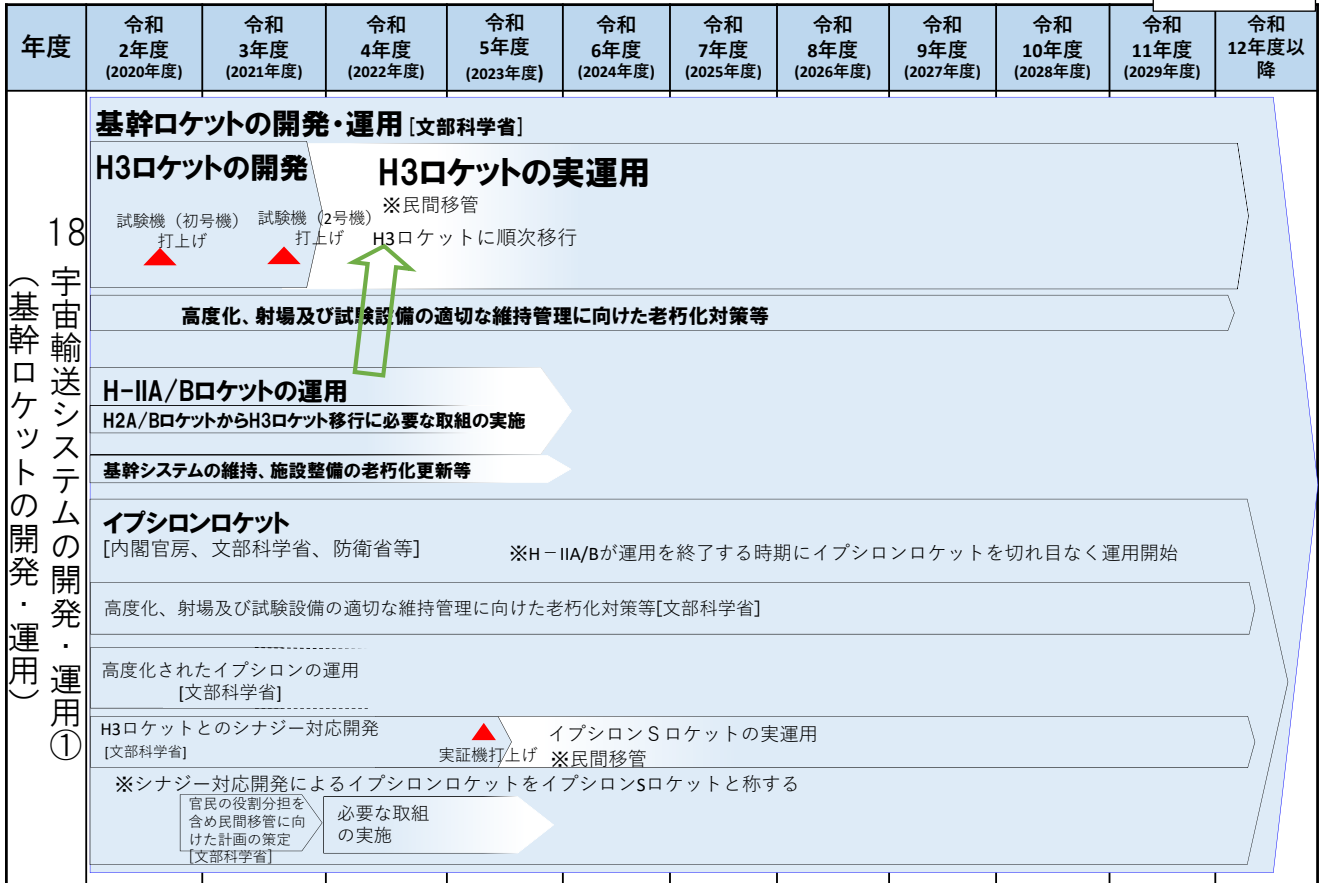 年度
令和
2年度
(2020年度)
令和
3年度
(2021年度)
令和
4年度
(2022年度)
令和
5年度
(2023年度)
令和
6年度
(2024年度)
令和
7年度
(2025年度)
令和
8年度
(2026年度)
令和
9年度
(2027年度)
令和
10年度
(2028年度)
令和
11年度
(2029年度)
令和
12年度以
降
18 宇宙輸送システムの開発・運用①
（基幹ロケットの開発・運用）
基幹ロケットの開発・運用 [文部科学省]
H3ロケットの開発
H3ロケットの実運用
※民間移管
試験機（初号機）
打上げ
試験機（2号機）
打上げ
H3ロケットに順次移行
高度化、射場及び試験設備の適切な維持管理に向けた老朽化対策等
H-IIA/Bロケットの運用
H2A/BロケットからH3ロケット移行に必要な取組の実施
基幹システムの維持、施設整備の老朽化更新等
イプシロンロケット
[内閣官房、文部科学省、防衛省等]
※H－IIA/Bが運用を終了する時期にイプシロンロケットを切れ目なく運用開始
高度化、射場及び試験設備の適切な維持管理に向けた老朽化対策等[文部科学省]
高度化されたイプシロンの運用
[文部科学省]
H3ロケットとのシナジー対応開発
[文部科学省]
実証機打上げ
イプシロンＳロケットの実運用
※民間移管
※シナジー対応開発によるイプシロンロケットをイプシロンSロケットと称する
官民の役割分担を
含め民間移管に向
けた計画の策定
[文部科学省]
必要な取組
の実施